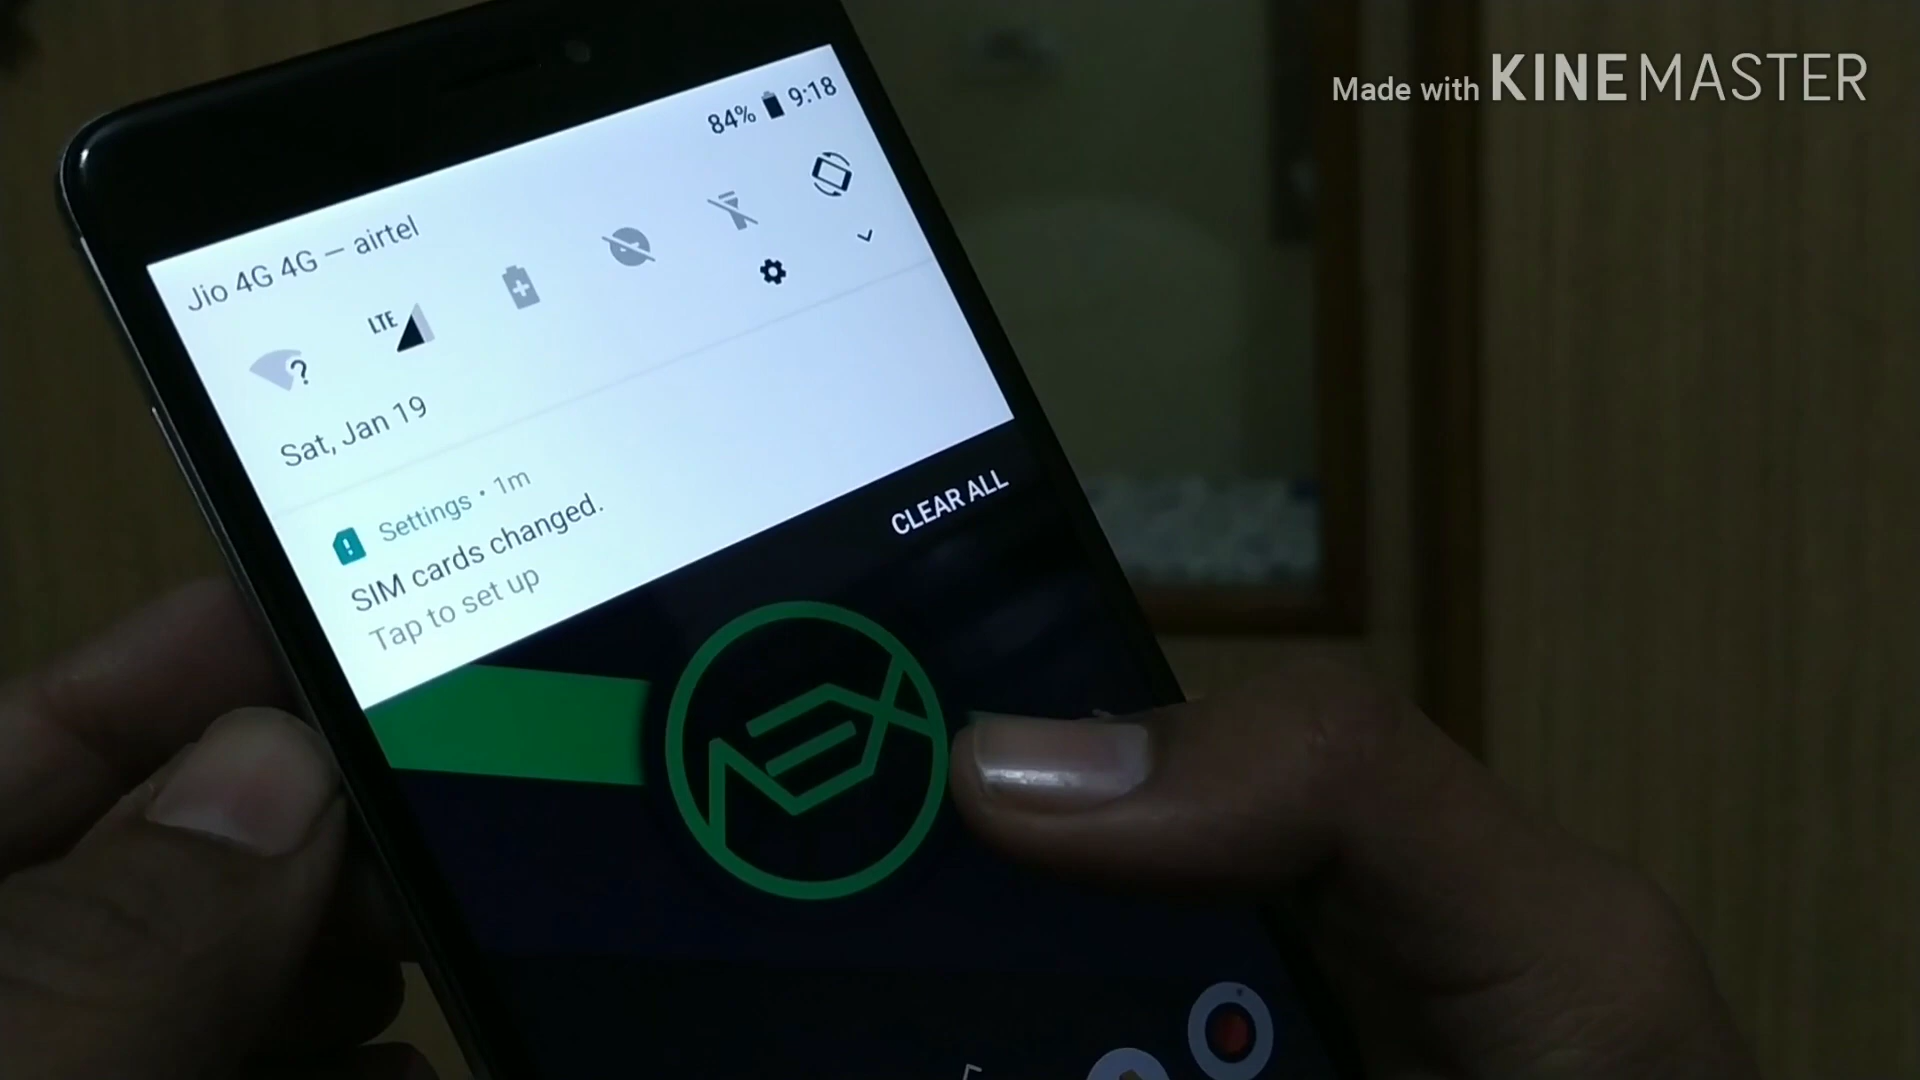 Made with KINEMASTER
84% 9:18
Jio 4G 4G — airtel
LTE
?
Sat, Jan 19
Settings • 1m
SIM cards changed.
Tap to set up
CLEAR ALL